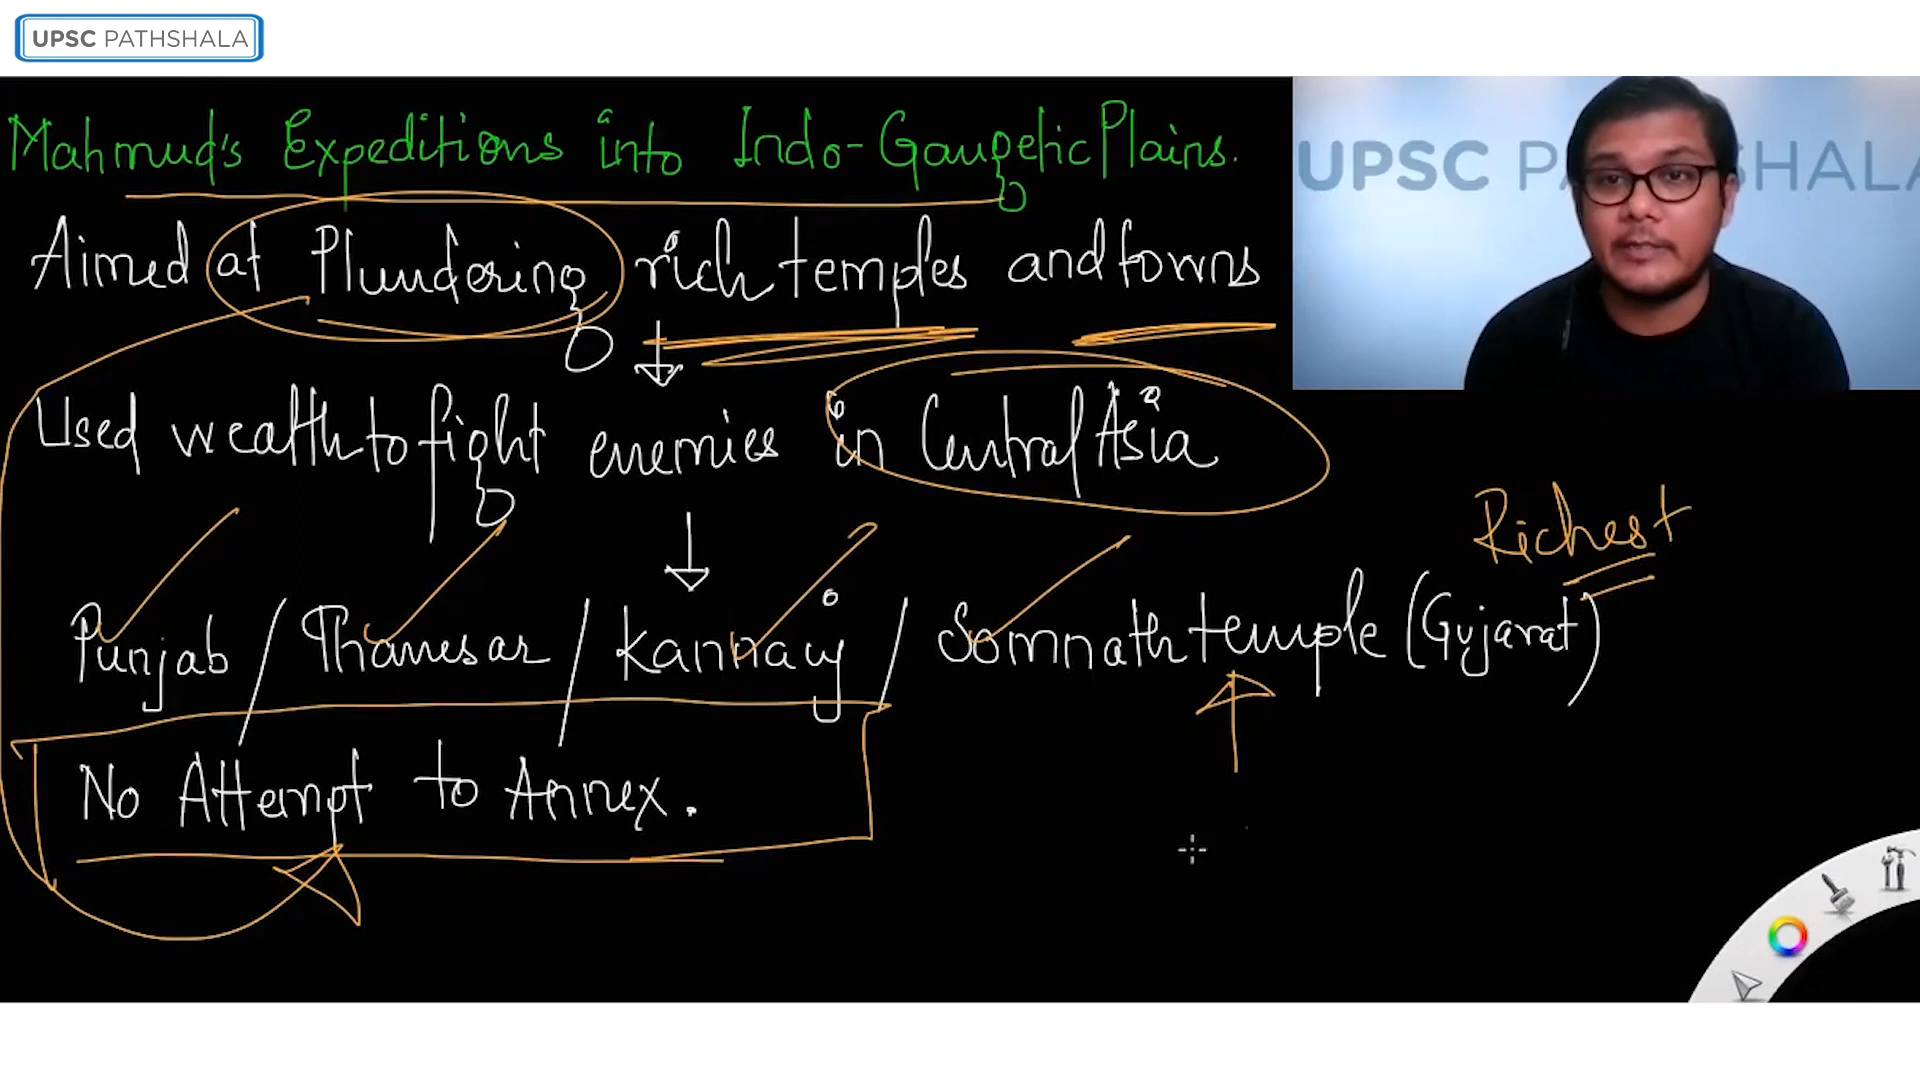 UPSC PATHSHALA
Mahmud's Expeditions into Indo-Gangetic Plains.
UPSC PATHSHALA
Aimed at Plundering rich temples and towns
Used wealth to fight enemies in Central Asia
Richest
Punjab / Thanesar / Kannauj / Somnath temple (Gujarat)
No Attempt to Annex.